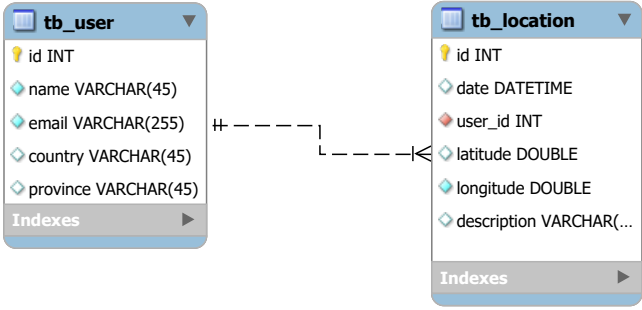 tb_user
id INT
name VARCHAR(45)
email VARCHAR(255)
country VARCHAR(45)
province VARCHAR(45)
Indexes
tb_location
id INT
date DATETIME
user_id INT
latitude DOUBLE
longitude DOUBLE
description VARCHAR(...
Indexes